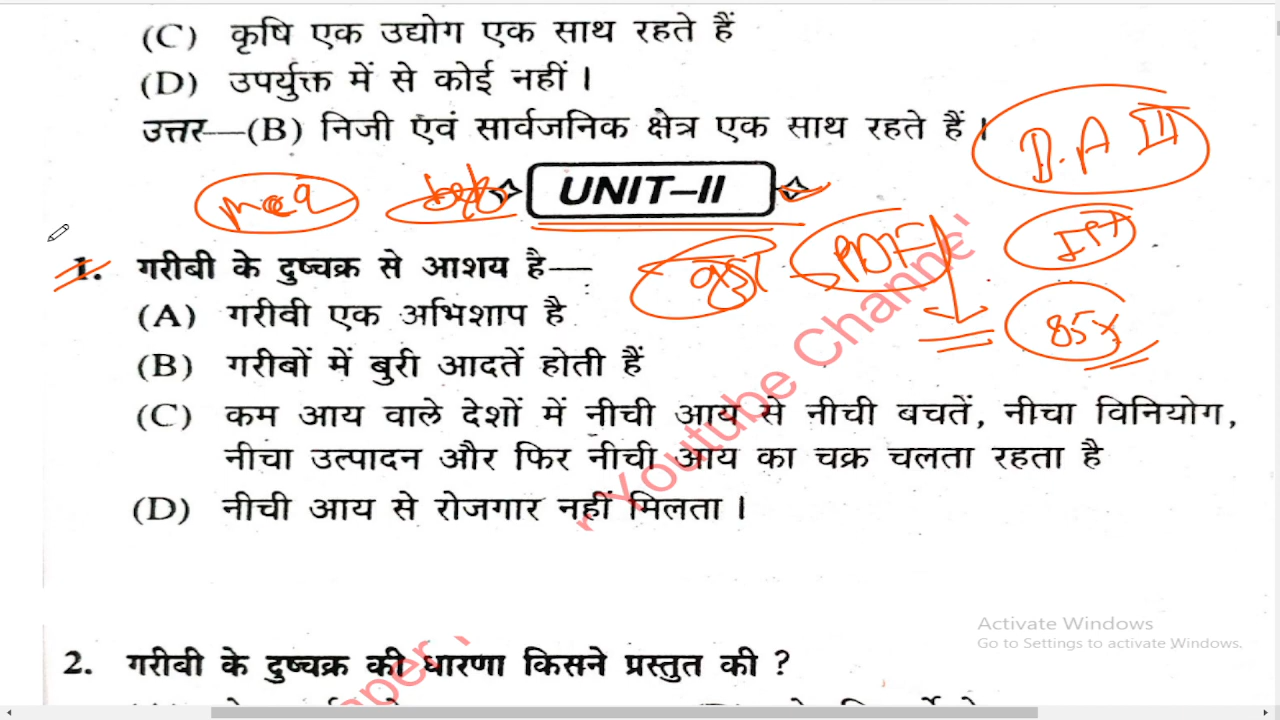 (C) कृषि एक उद्योग एक साथ रहते हैं
(D) उपर्युक्त में से कोई नहीं।
उत्तर—(B) निजी एवं सार्वजनिक क्षेत्र एक साथ रहते हैं।
B.A III
mcq
UNIT–II
PDF
1. गरीबी के दुष्चक्र से आशय है—
(A) गरीवी एक अभिशाप है
85%
(B) गरीबों में बुरी आदतें होती हैं
(C) कम आय वाले देशों में नीची आय से नीची बचतें, नीचा विनियोग,
नीचा उत्पादन और फिर नीची आय का चक्र चलता रहता है
(D) नीची आय से रोजगार नहीं मिलता।
Youtube Channe
Activate Windows
Go to Settings to activate Windows.
2. गरीबी के दुष्चक्र की धारणा किसने प्रस्तुत की ?